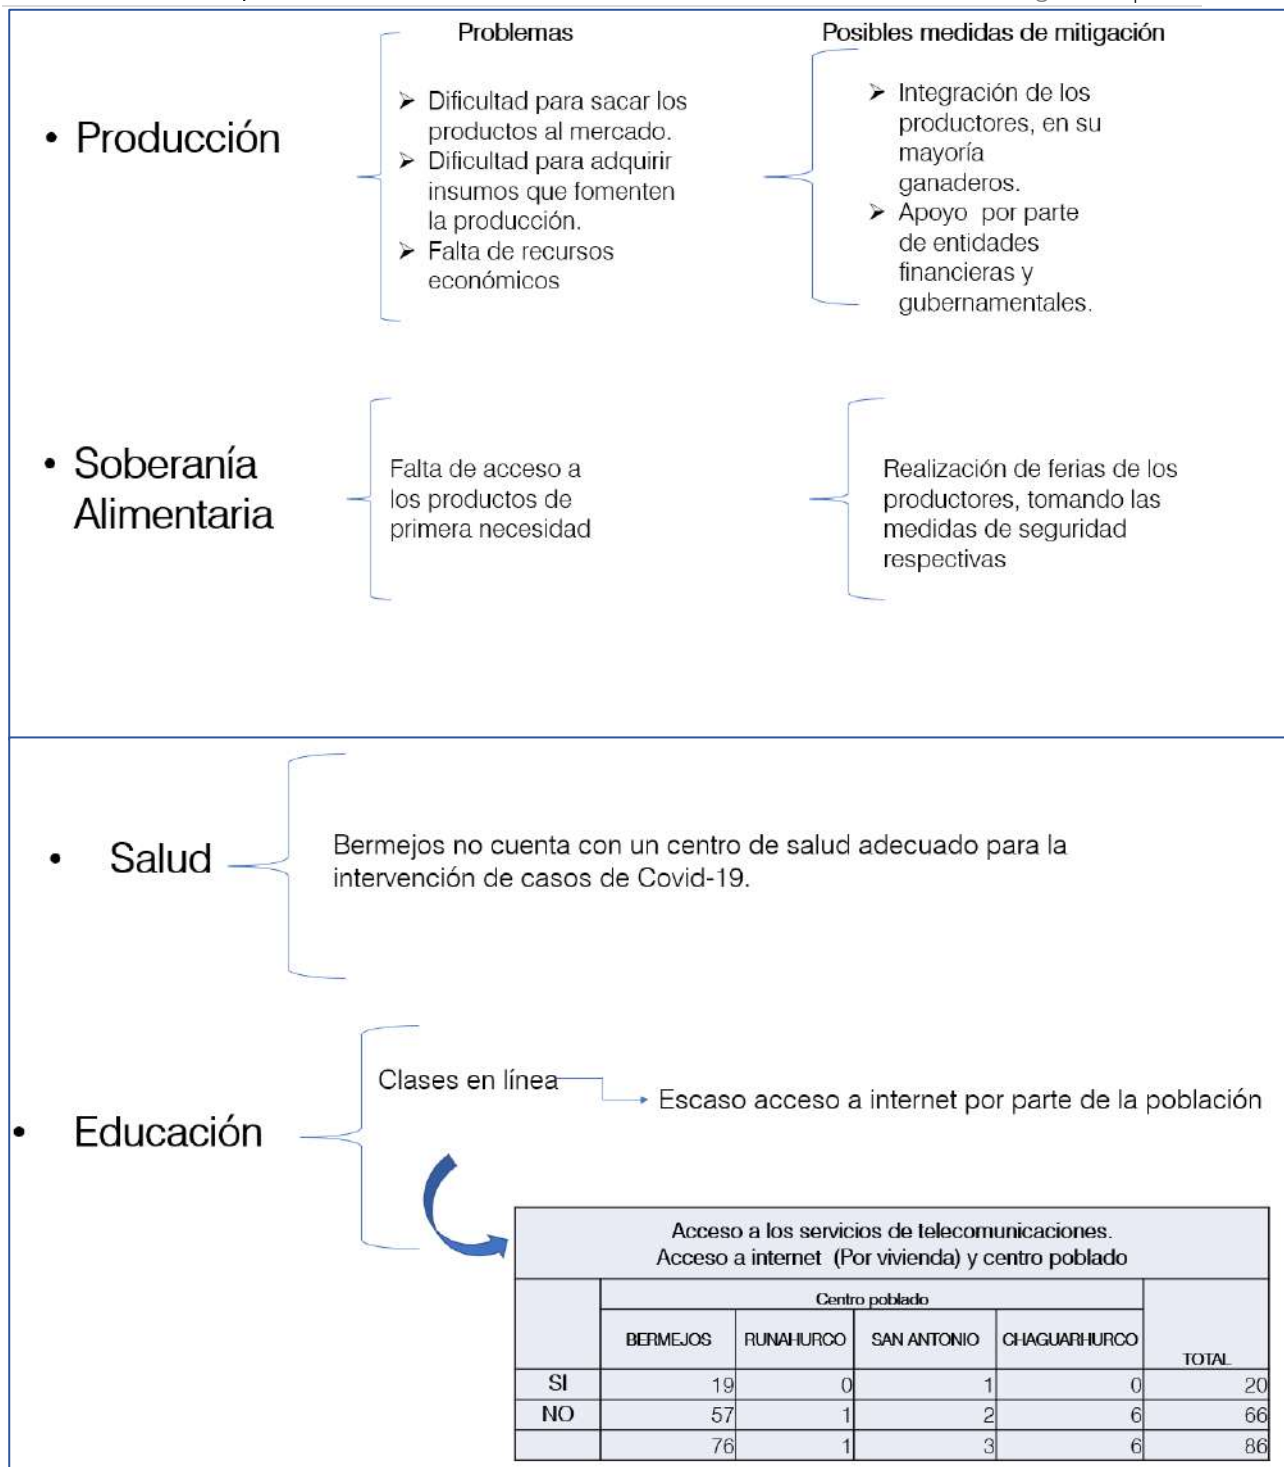 Problemas
Posibles medidas de mitigación
• Producción
➤ Dificultad para sacar los
productos al mercado.
➤ Dificultad para adquirir
insumos que fomenten
la producción.
➤ Falta de recursos
económicos
➤ Integración de los
productores, en su
mayoría
ganaderos.
➤ Apoyo por parte
de entidades
financieras y
gubernamentales.
• Soberanía
Alimentaria
Falta de acceso a
los productos de
primera necesidad
Realización de ferias de los
productores, tomando las
medidas de seguridad
respectivas
• Salud
Bermejos no cuenta con un centro de salud adecuado para la
intervención de casos de Covid-19.
• Educación
Clases en línea
Escaso acceso a internet por parte de la población
Acceso a los servicios de telecomunicaciones.
Acceso a internet (Por vivienda) y centro poblado
Centro poblado
BERMEJOS RUNAHURCO SAN ANTONIO CHAGUARHURCO TOTAL
SI 19 0 1 0 20
NO 57 1 2 6 66
76 1 3 6 86